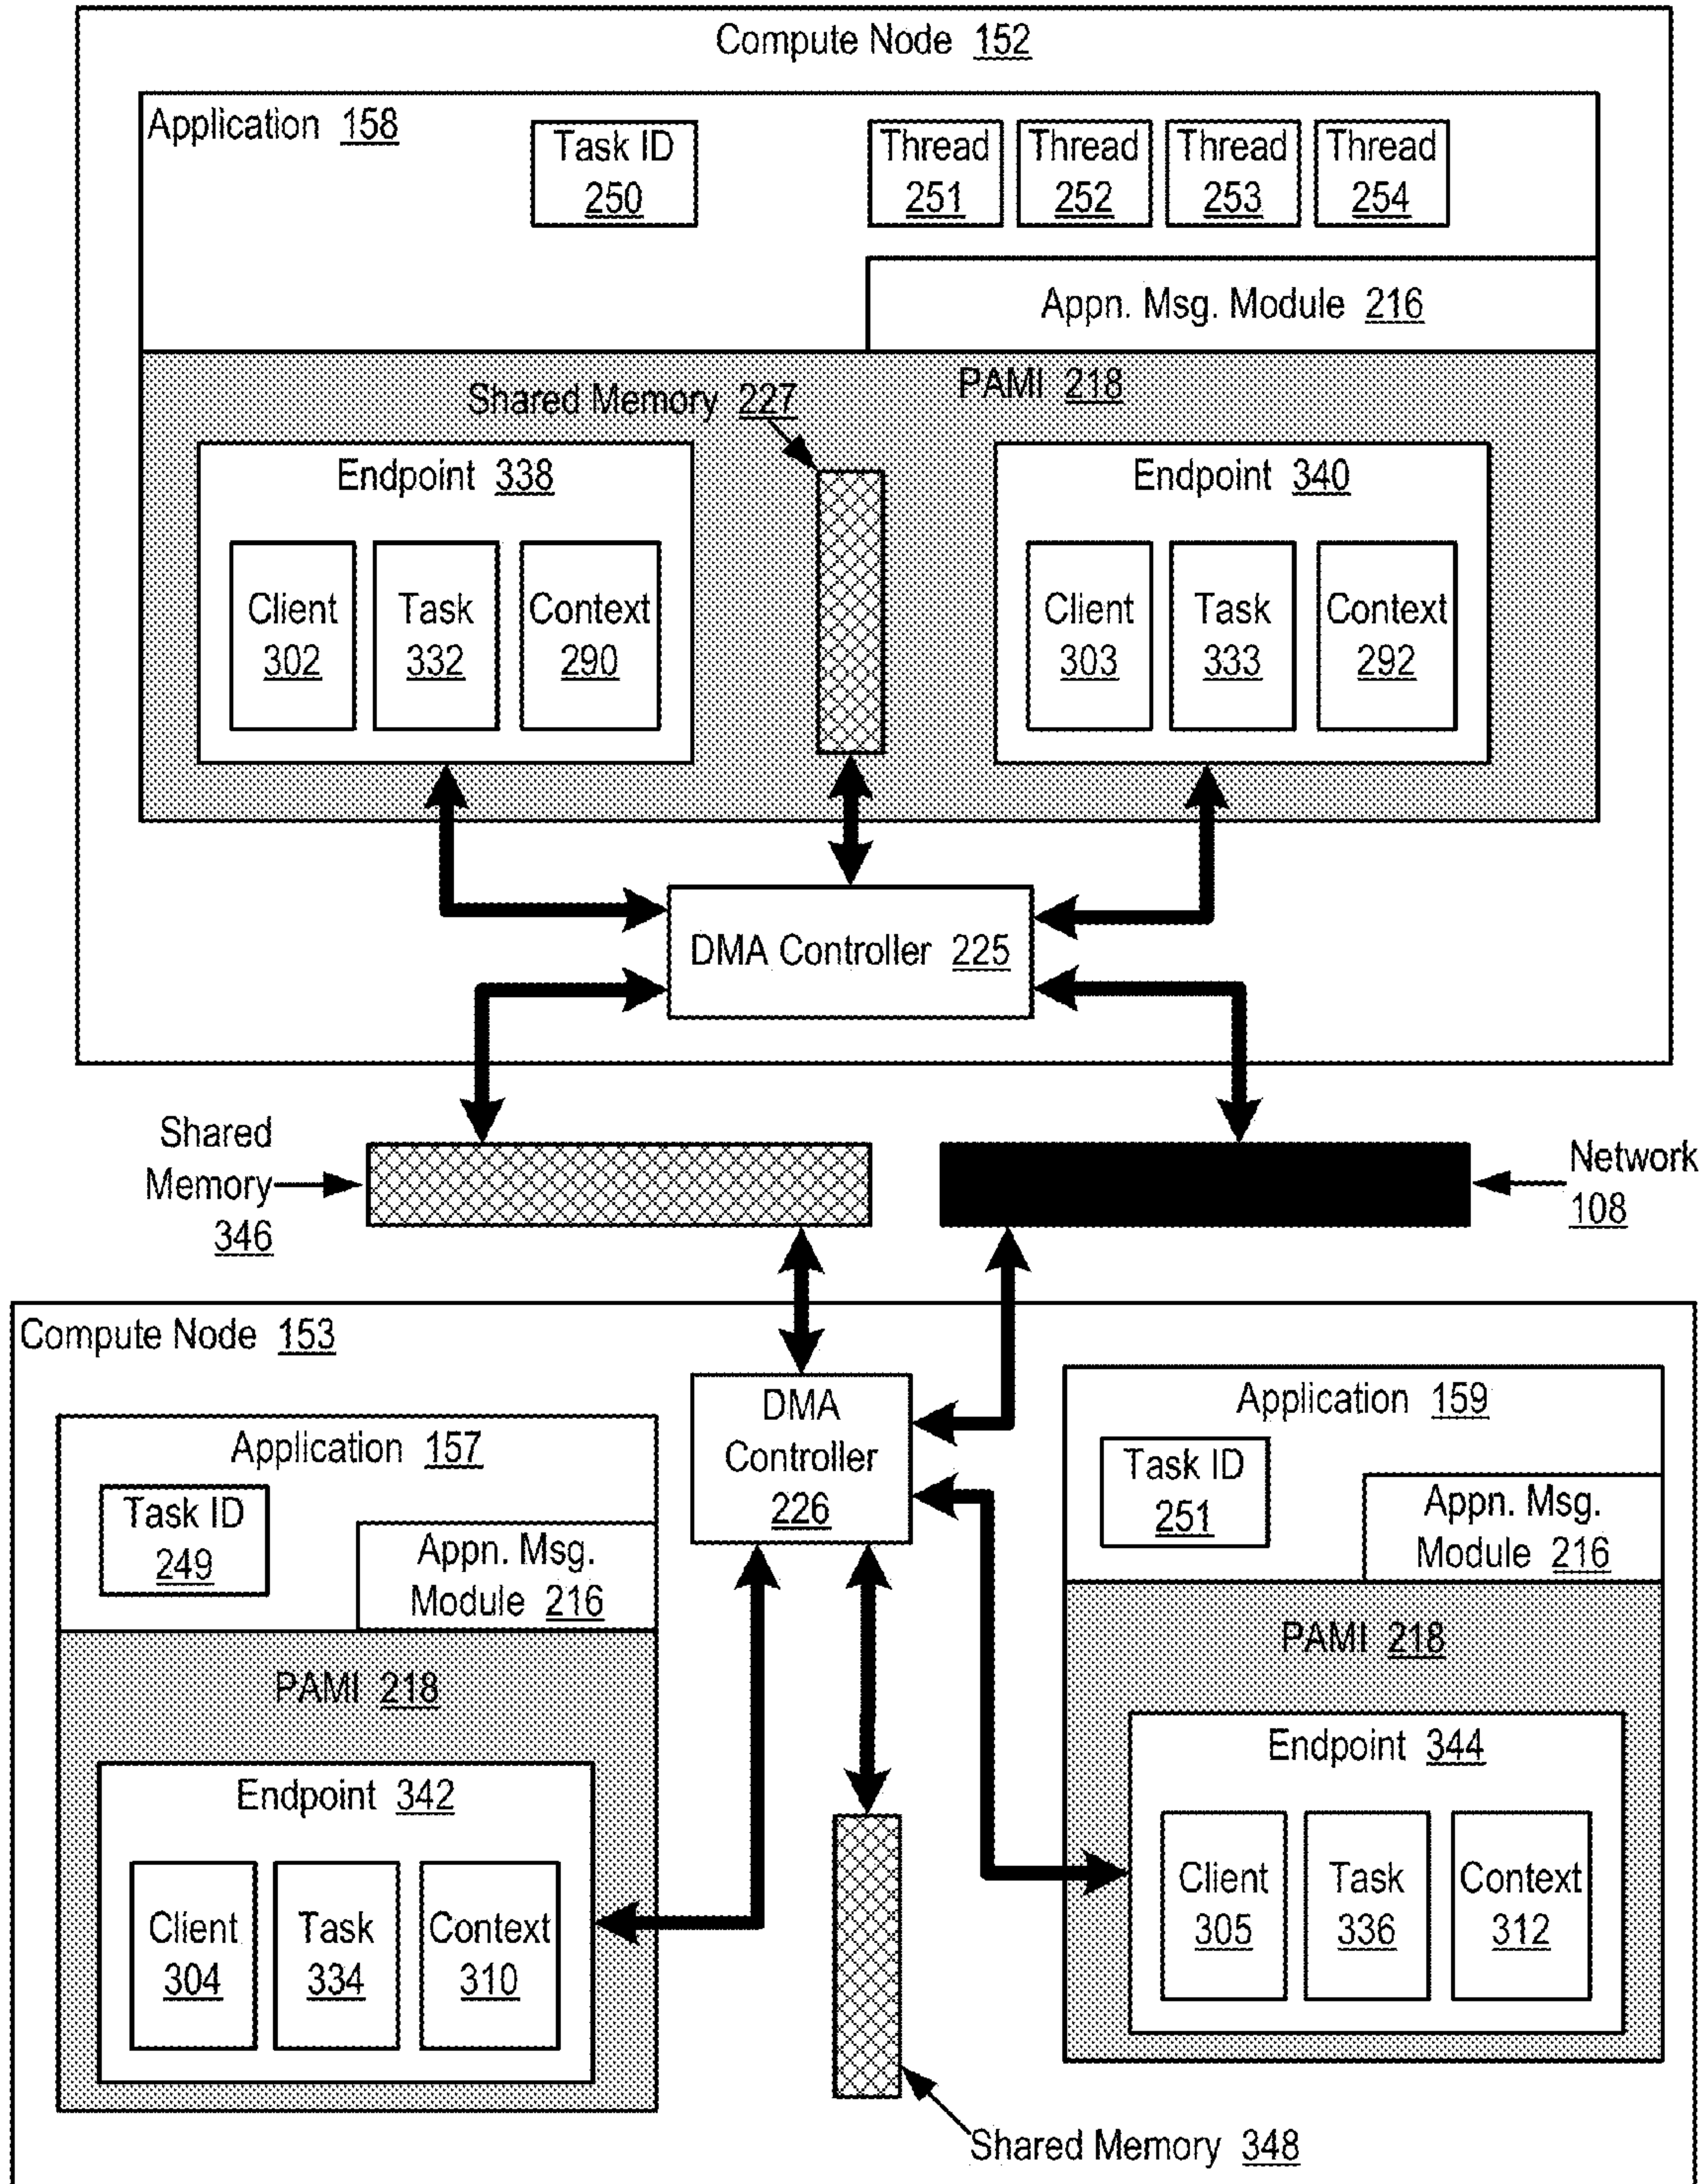 Compute Node 152
Application 158
Task ID
250
Thread
251
Thread
252
Thread
253
Thread
254
Appn. Msg. Module 216
Shared Memory 227
PAMI 218
Endpoint 338
Client
302
Task
332
Context
290
Endpoint 340
Client
303
Task
333
Context
292
DMA Controller 225
Shared
Memory
346
Network
108
Compute Node 153
DMA
Controller
226
Application 157
Task ID
249
Appn. Msg.
Module 216
PAMI 218
Endpoint 342
Client
304
Task
334
Context
310
Application 159
Task ID
251
Appn. Msg.
Module 216
PAMI 218
Endpoint 344
Client
305
Task
336
Context
312
Shared Memory 348